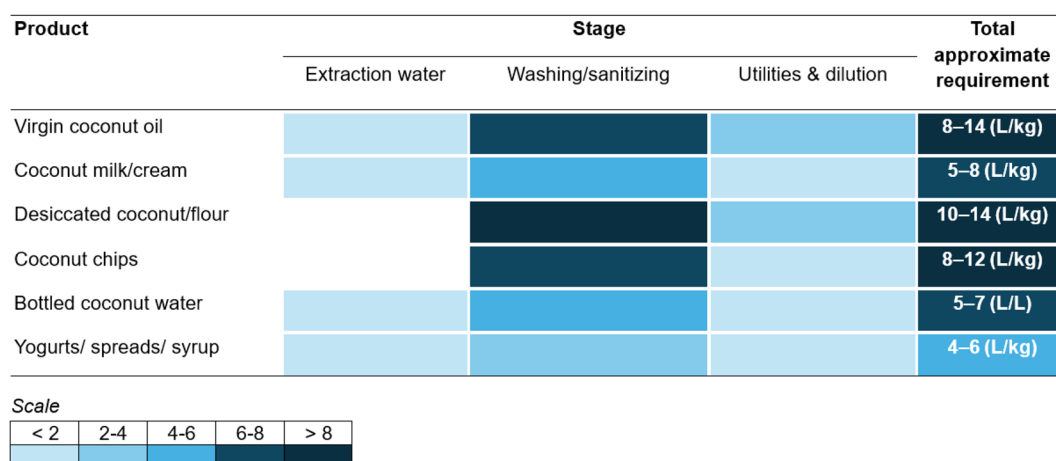 Product Stage Total approximate requirement
Extraction water Washing/sanitizing Utilities & dilution
Virgin coconut oil 8–14 (L/kg)
Coconut milk/cream 5–8 (L/kg)
Desiccated coconut/flour 10–14 (L/kg)
Coconut chips 8–12 (L/kg)
Bottled coconut water 5–7 (L/L)
Yogurts/ spreads/ syrup 4–6 (L/kg)
Scale
< 2 2-4 4-6 6-8 > 8